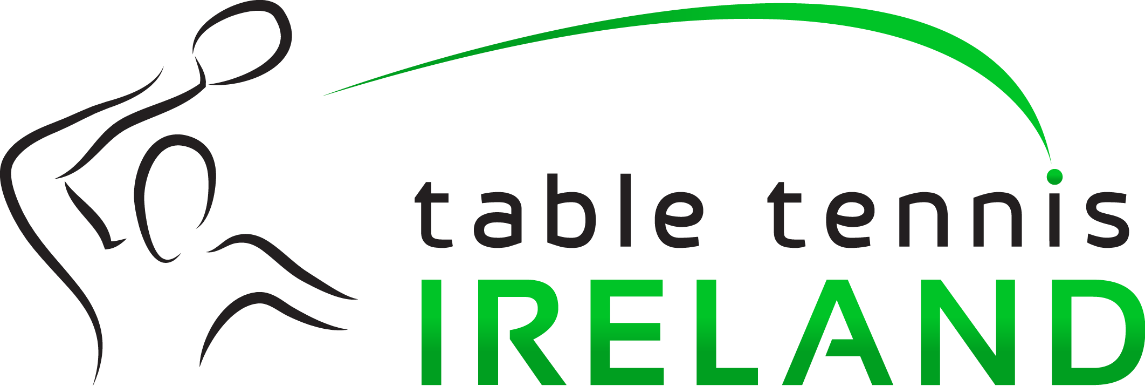 table tennis
IRELAND